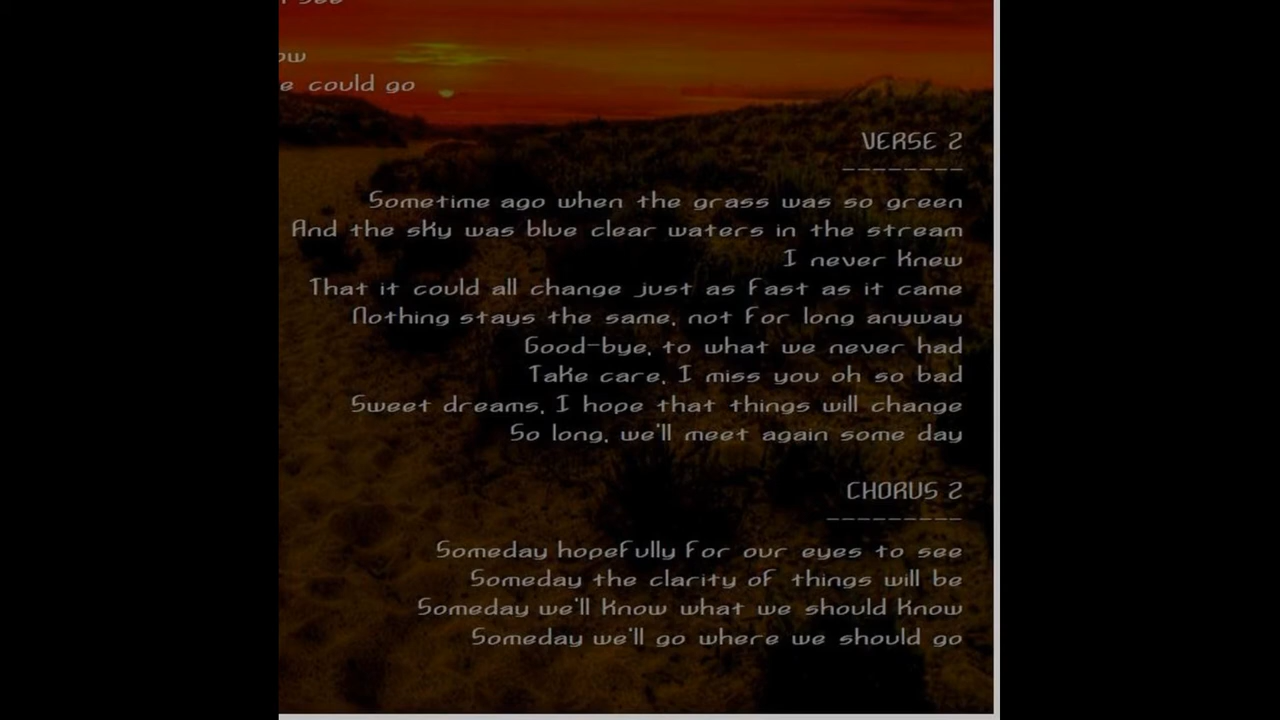 see
ow
e could go
VERSE 2
--------
Sometime ago when the grass was so green
And the sky was blue clear waters in the stream
I never knew
That it could all change just as fast as it came
Nothing stays the same, not for long anyway
Good-bye, to what we never had
Take care, I miss you oh so bad
Sweet dreams, I hope that things will change
So long, we'll meet again some day
CHORUS 2
---------
Someday hopefully for our eyes to see
Someday the clarity of things will be
Someday we'll know what we should know
Someday we'll go where we should go